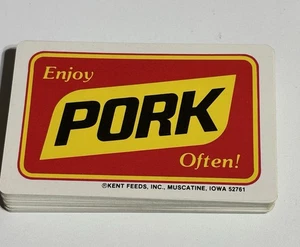 Enjoy
PORK
Often!
©KENT FEEDS, INC., MUSCATINE, IOWA 52761